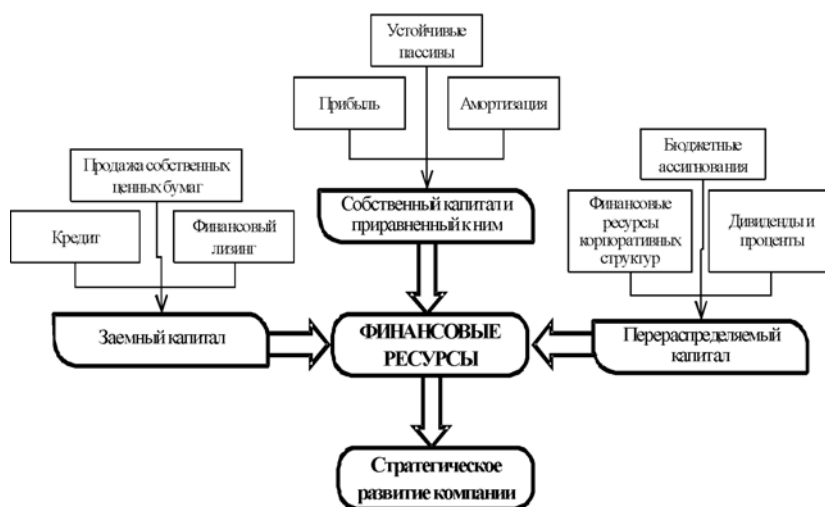 Устойчивые
пассивы
Прибыль
Амортизация
Бюджетные
ассигнования
Продажа собственных
ценных бумаг
Собственный капитал и
приравненный к ним
Финансовые
ресурсы
корпоративных
структур
Дивиденды и
проценты
Кредит
Финансовый
лизинг
Заемный капитал
ФИНАНСОВЫЕ
РЕСУРСЫ
Перераспределяемый
капитал
Стратегическое
развитие компании